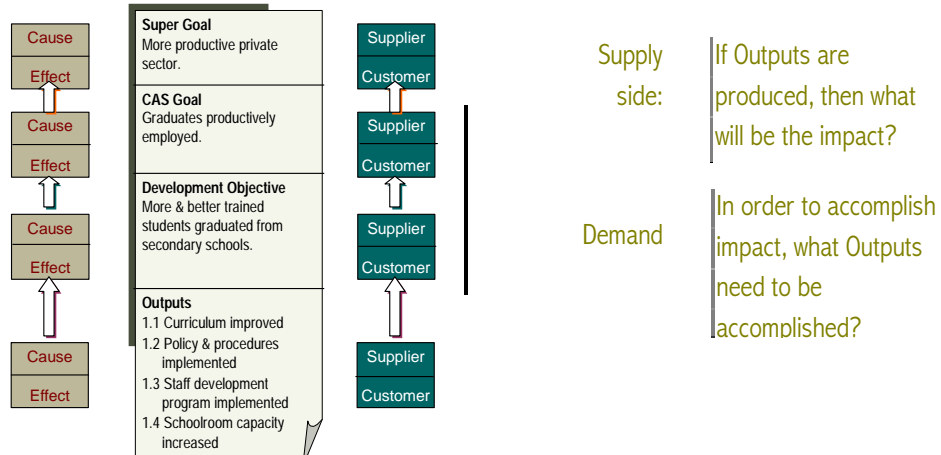 Cause
Effect
Cause
Effect
Cause
Effect
Cause
Effect
Super Goal
More productive private
sector.
CAS Goal
Graduates productively
employed.
Development Objective
More & better trained
students graduated from
secondary schools.
Outputs
1.1 Curriculum improved
1.2 Policy & procedures
implemented
1.3 Staff development
program implemented
1.4 Schoolroom capacity
increased
Supplier
Customer
Supplier
Customer
Supplier
Customer
Supplier
Customer
Supply
side:
If Outputs are
produced, then what
will be the impact?
Demand
In order to accomplish
impact, what Outputs
need to be
accomplished?